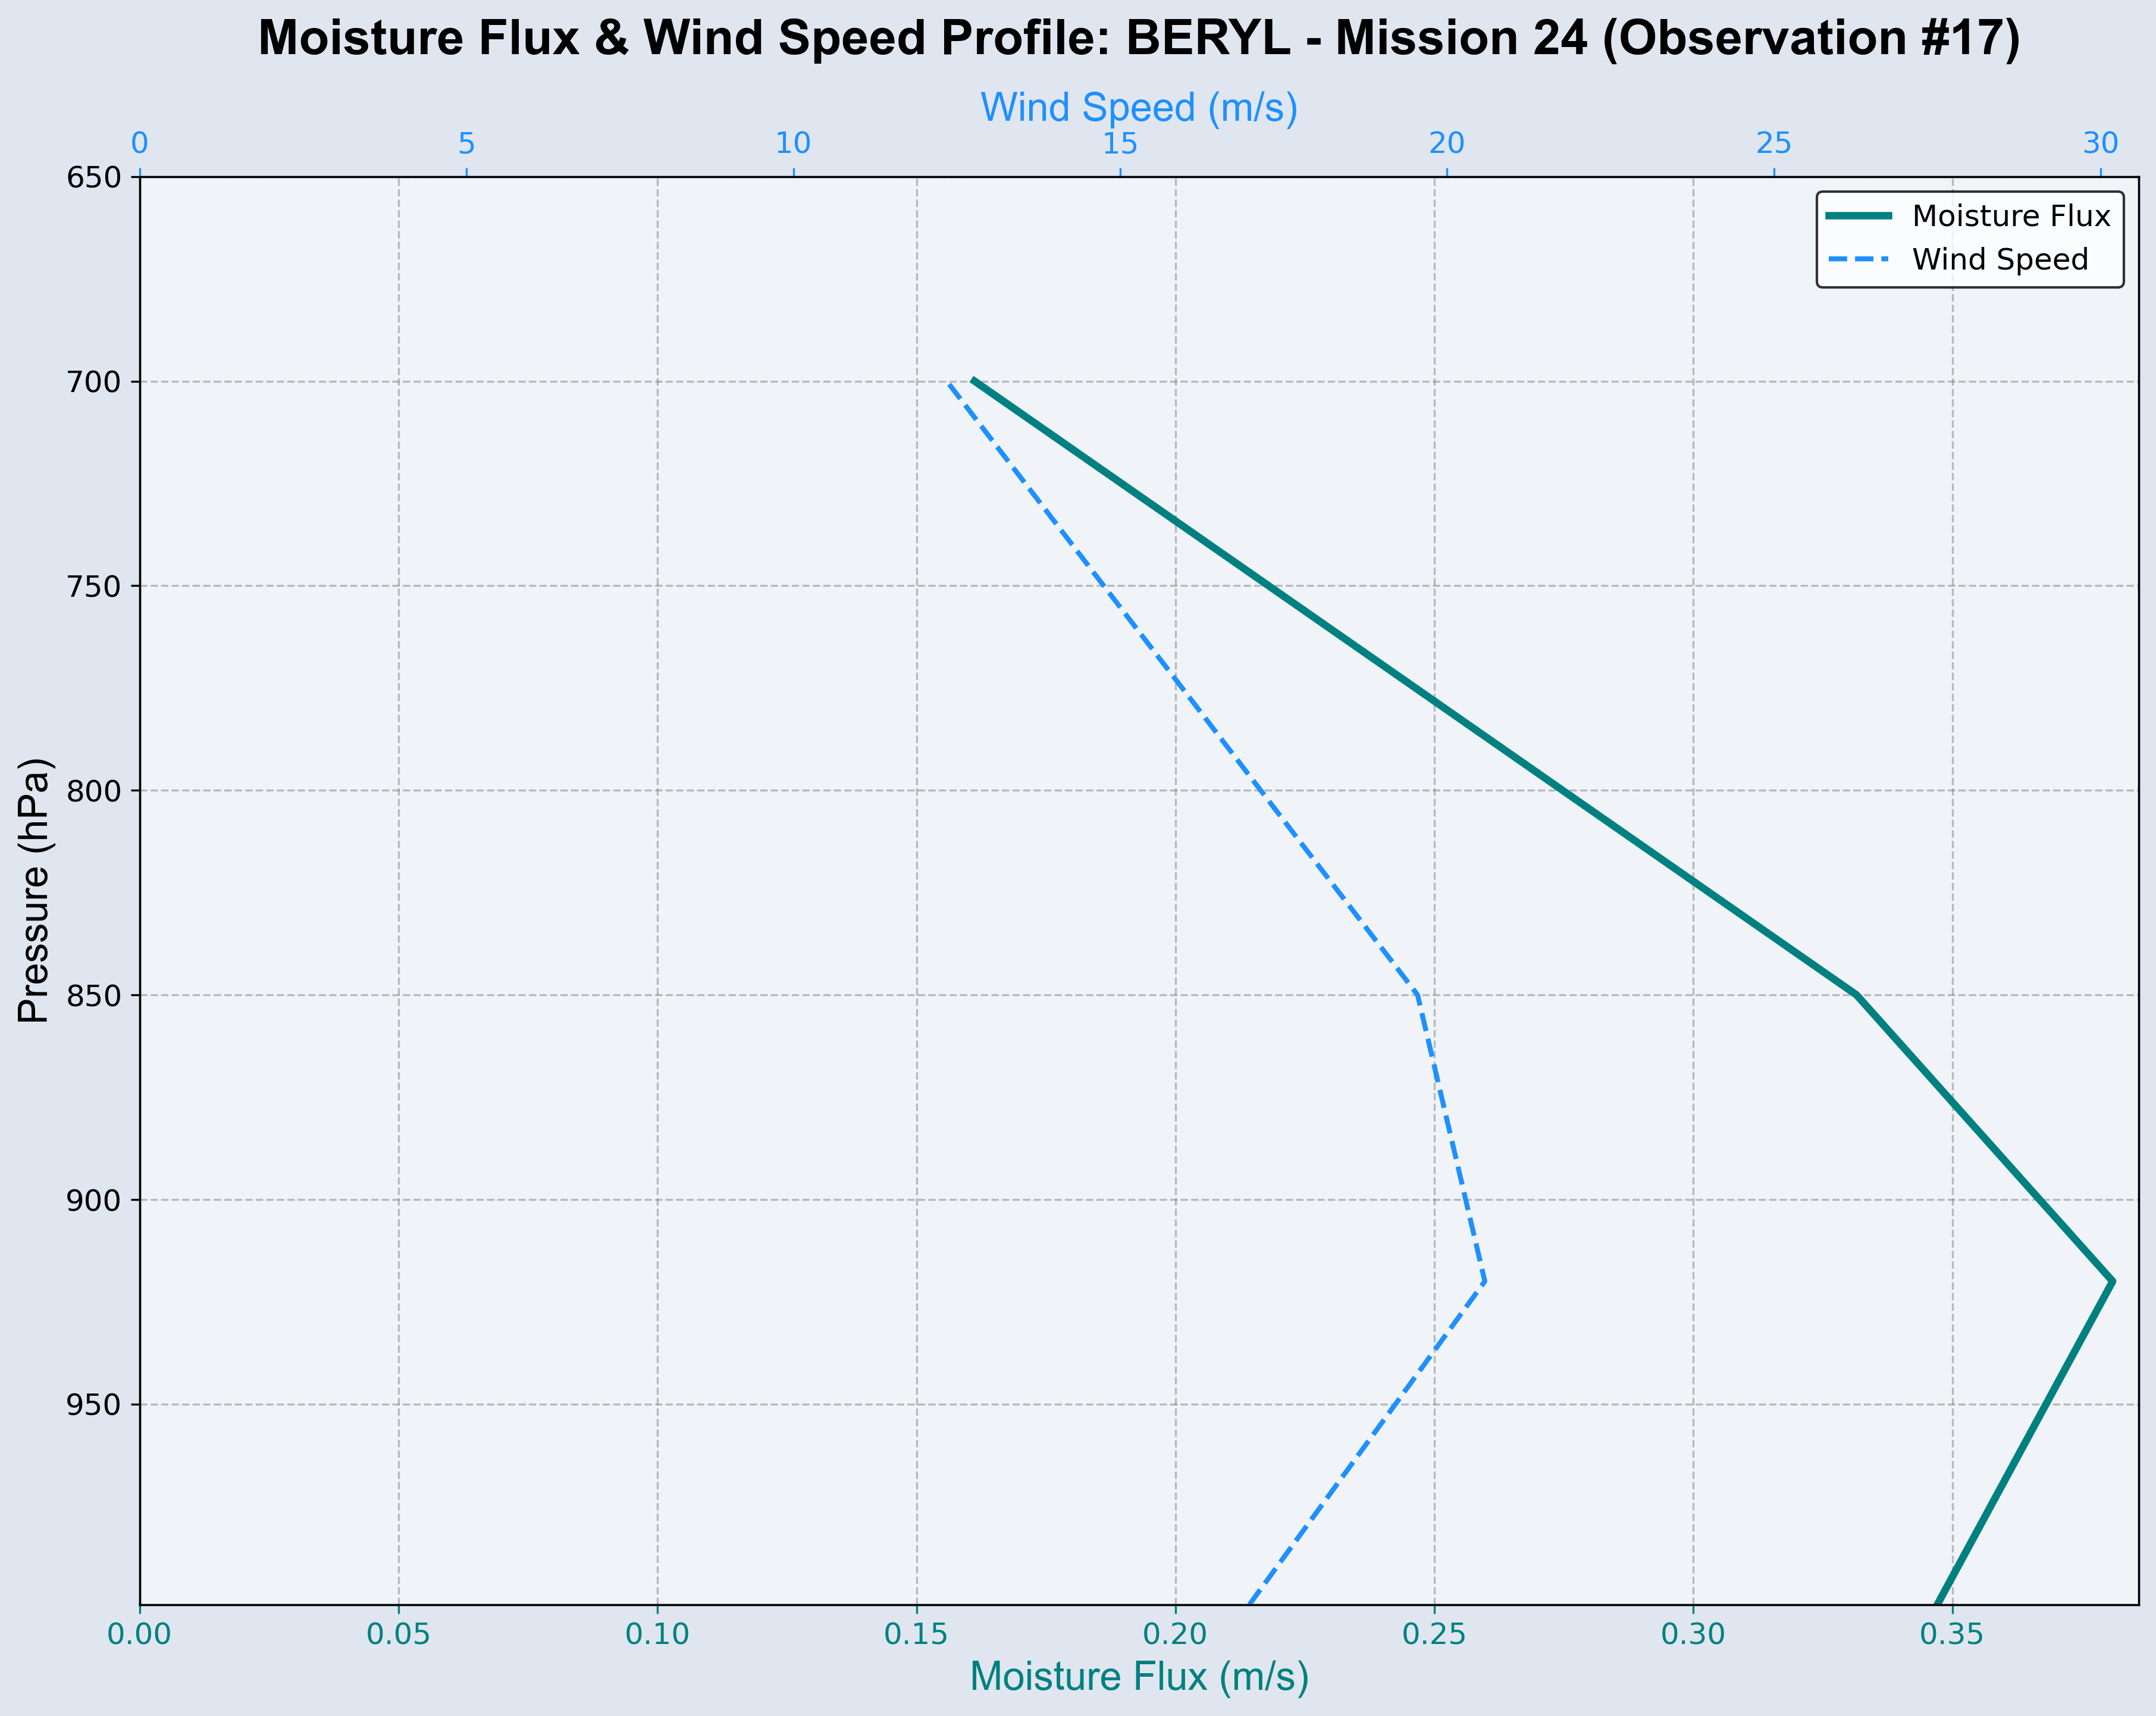 Moisture Flux & Wind Speed Profile: BERYL - Mission 24 (Observation #17)
Wind Speed (m/s)
0 5 10 15 20 25 30
Moisture Flux
Wind Speed
Pressure (hPa)
650
700
750
800
850
900
950
0.00 0.05 0.10 0.15 0.20 0.25 0.30 0.35
Moisture Flux (m/s)